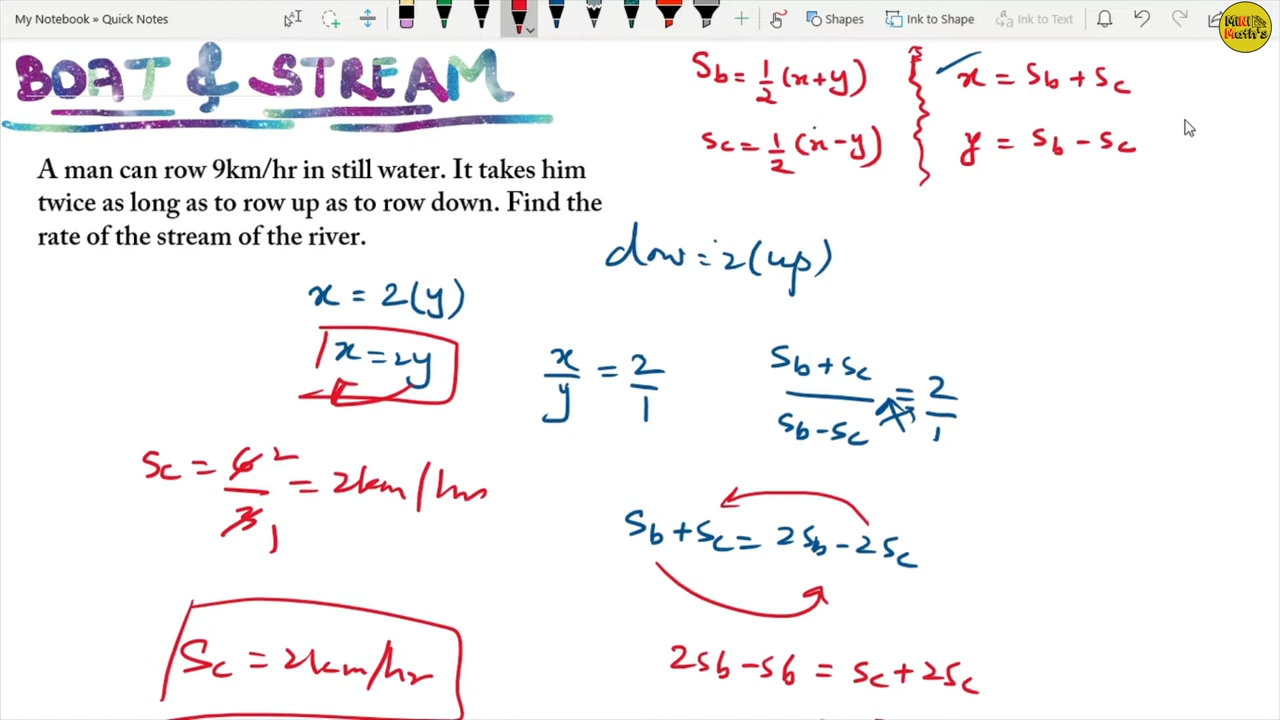 My Notebook » Quick Notes
Shapes
Ink to Shape
Ink to Text
MINI
Math's
BOAT & STREAM
A man can row 9km/hr in still water. It takes him
twice as long as to row up as to row down. Find the
rate of the stream of the river.
Sb = 1/2 (x+y)
Sc = 1/2 (x-y)
x = Sb + Sc
y = Sb - Sc
dow = 2(up)
x = 2(y)
x = 2y
x/y = 2/1
Sb + Sc / Sb - Sc = 2/1
Sc = 6/3 2/1 = 2km/hr
Sb + Sc = 2Sb - 2Sc
Sc = 2km/hr
2Sb - Sb = Sc + 2Sc